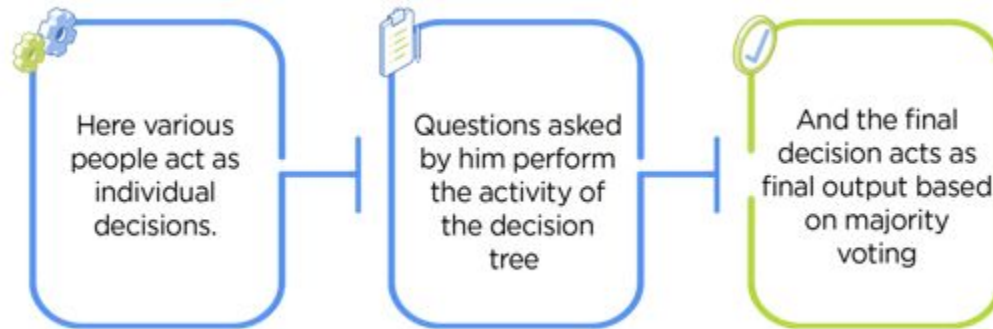 Here various
people act as
individual
decisions.
Questions asked
by him perform
the activity of
the decision
tree
And the final
decision acts as
final output based
on majority
voting